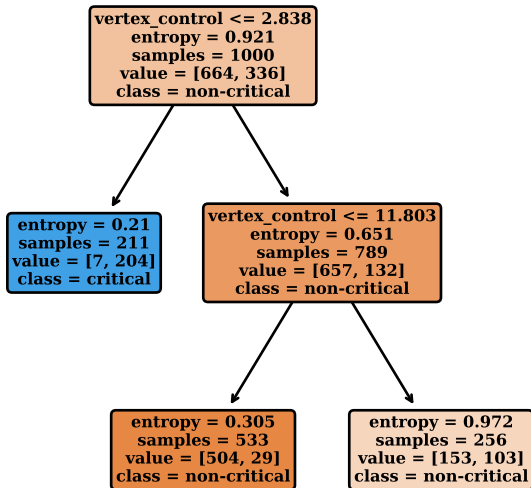 vertex_control <= 2.838
entropy = 0.921
samples = 1000
value = [664, 336]
class = non-critical
entropy = 0.21
samples = 211
value = [7, 204]
class = critical
vertex_control <= 11.803
entropy = 0.651
samples = 789
value = [657, 132]
class = non-critical
entropy = 0.305
samples = 533
value = [504, 29]
class = non-critical
entropy = 0.972
samples = 256
value = [153, 103]
class = non-critical